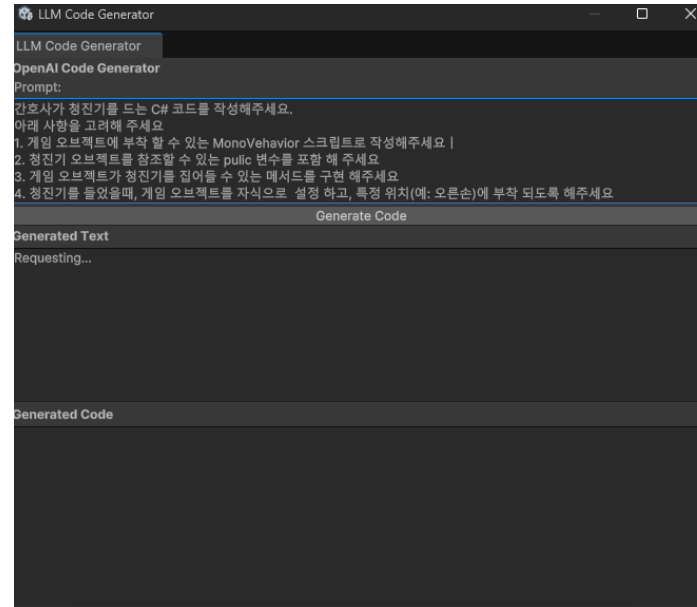 LLM Code Generator
LLM Code Generator
OpenAI Code Generator
Prompt:
간호사가 청진기를 드는 C# 코드를 작성해주세요.
아래 사항을 고려해 주세요
1. 게임 오브젝트에 부착 할 수 있는 MonoVehavior 스크립트로 작성해주세요
2. 청진기 오브젝트를 참조할 수 있는 pulic 변수를 포함 해 주세요
3. 게임 오브젝트가 청진기를 집어들 수 있는 메서드를 구현 해주세요
4. 청진기를 들었을때, 게임 오브젝트를 자식으로 설정 하고, 특정 위치(예: 오른손)에 부착 되도록 해주세요
Generate Code
Generated Text
Requesting...
Generated Code